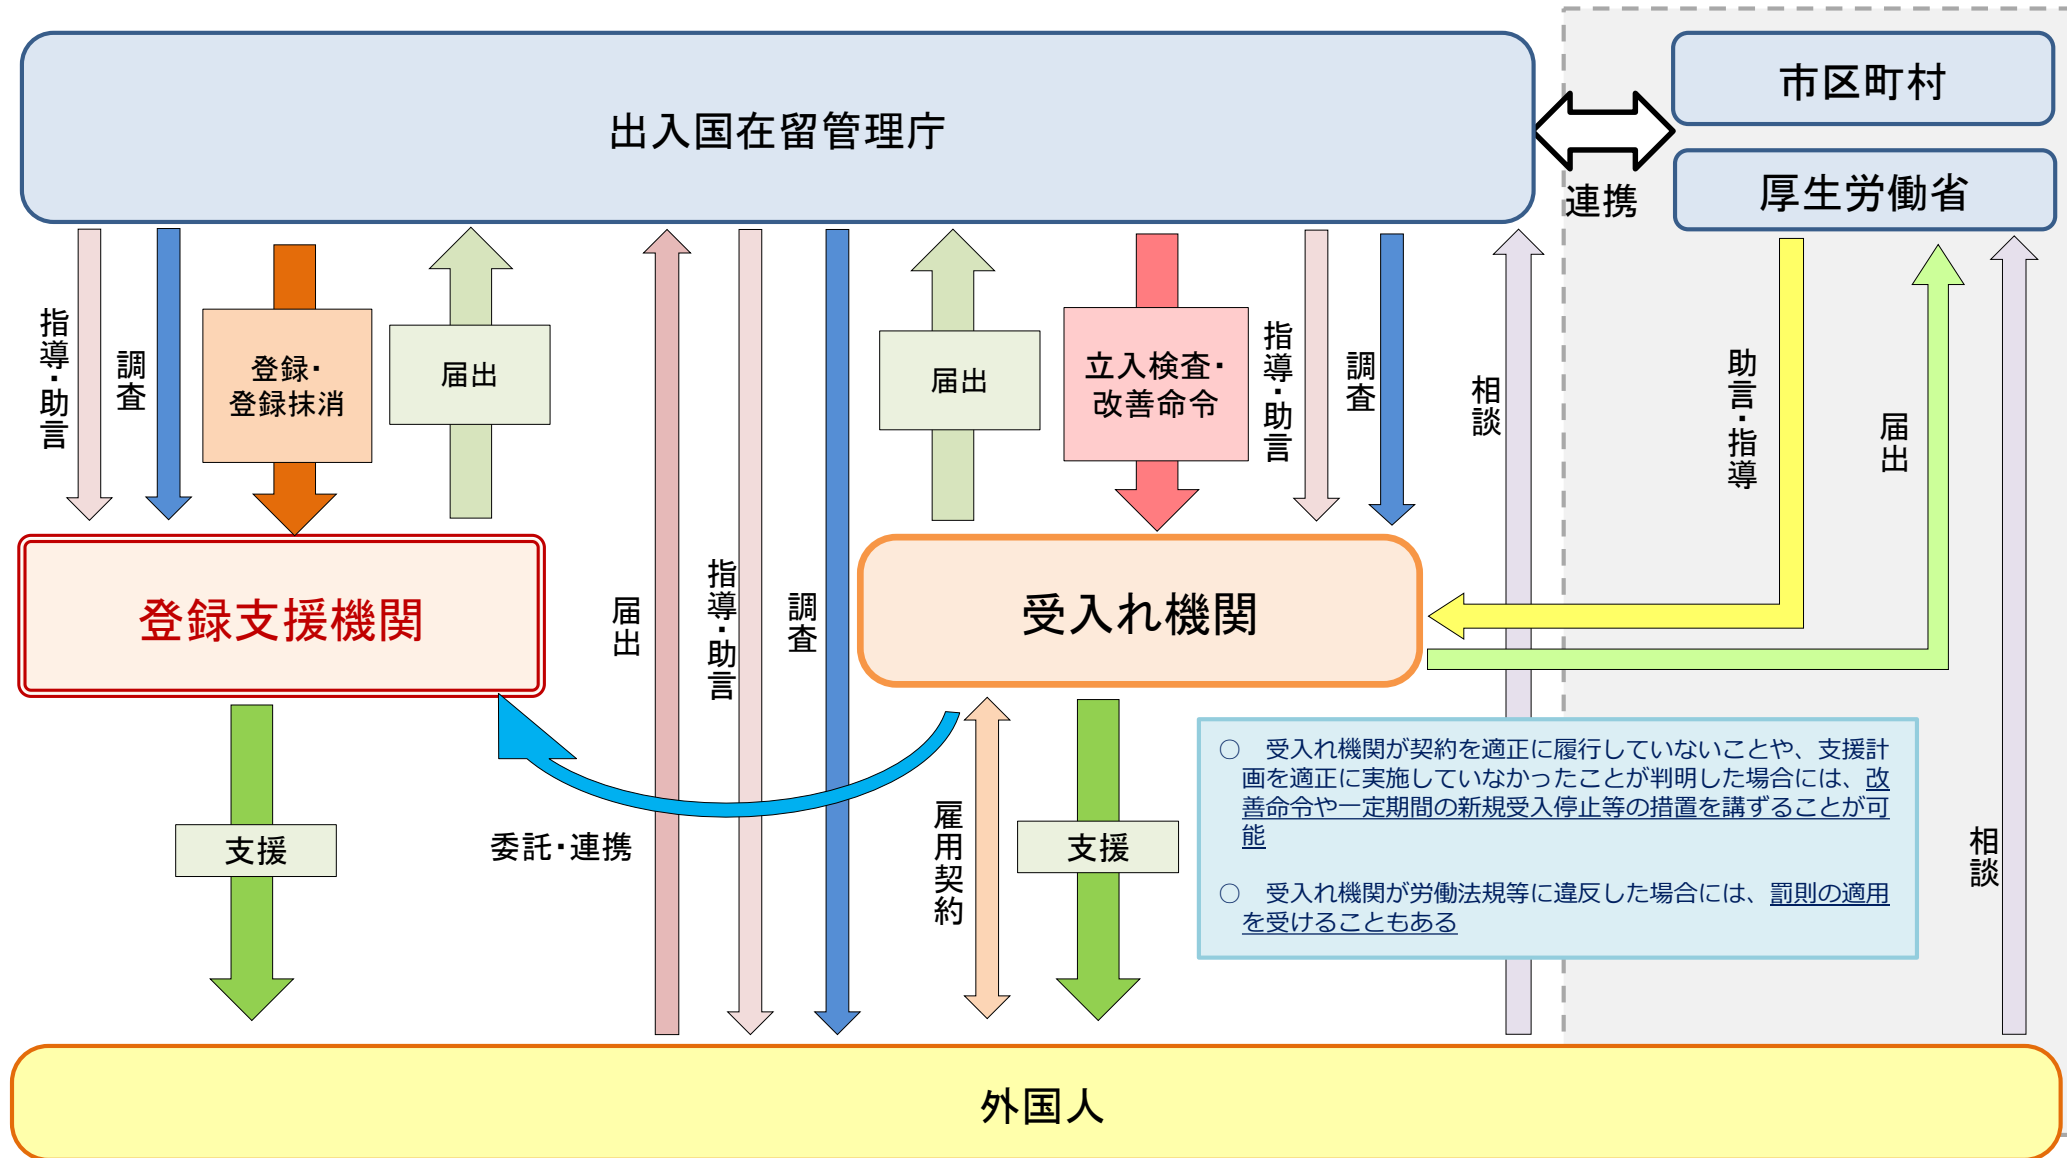 出入国在留管理庁
市区町村
厚生労働省
連携
指導・助言
調査
登録・
登録抹消
届出
届出
立入検査・
改善命令
指導・助言
調査
相談
助言・指導
届出
登録支援機関
届出
指導・助言
調査
受入れ機関
支援
委託・連携
雇用契約
支援
○　受入れ機関が契約を適正に履行していないことや、支援計
画を適正に実施していなかったことが判明した場合には、改
善命令や一定期間の新規受入停止等の措置を講ずることが可
能
○　受入れ機関が労働法規等に違反した場合には、罰則の適用
を受けることもある
相談
外国人